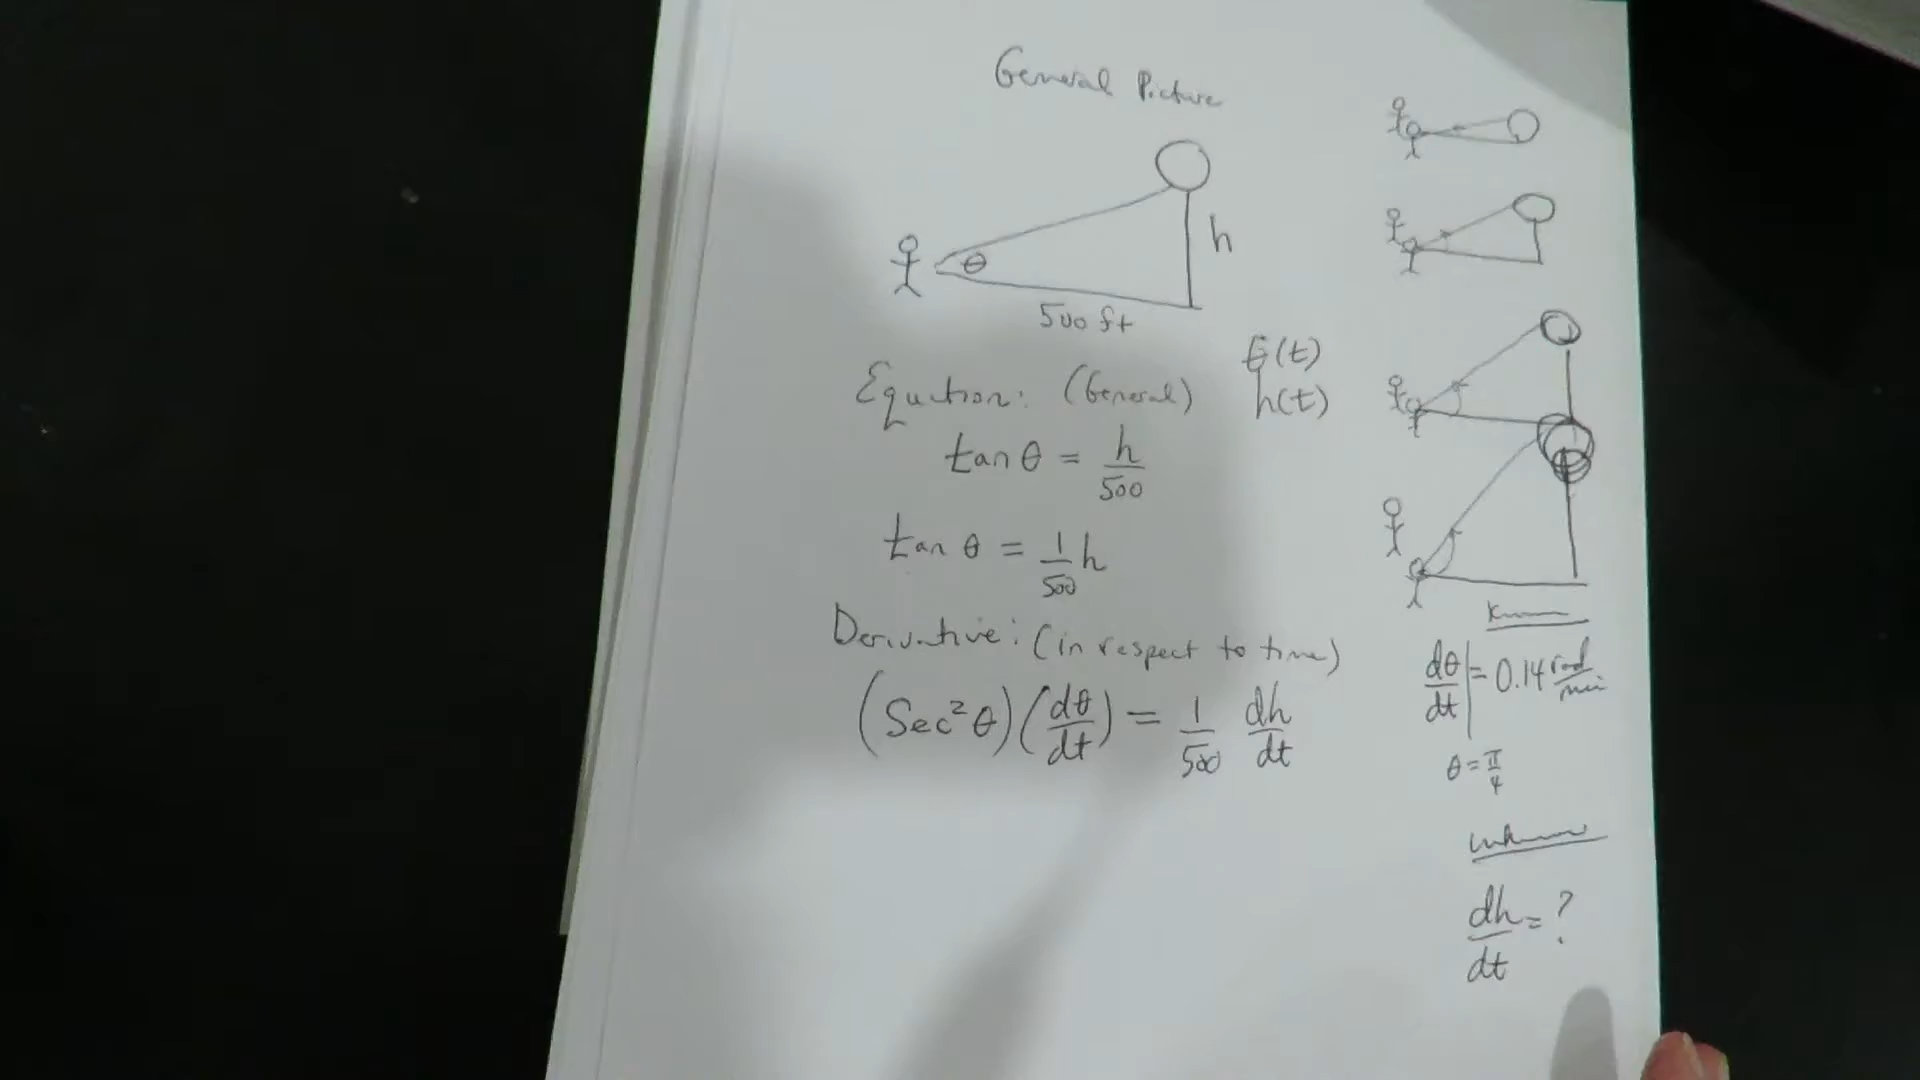 General Picture
θ
h
500 ft
θ(t)
Equation: (General) h(t)
tan θ = h/500
tan θ = 1/500 h
Derivative: (in respect to time)
(Sec² θ)(dθ/dt) = 1/500 dh/dt
dθ/dt| = 0.14 rad/min
θ = π/4
dh/dt = ?